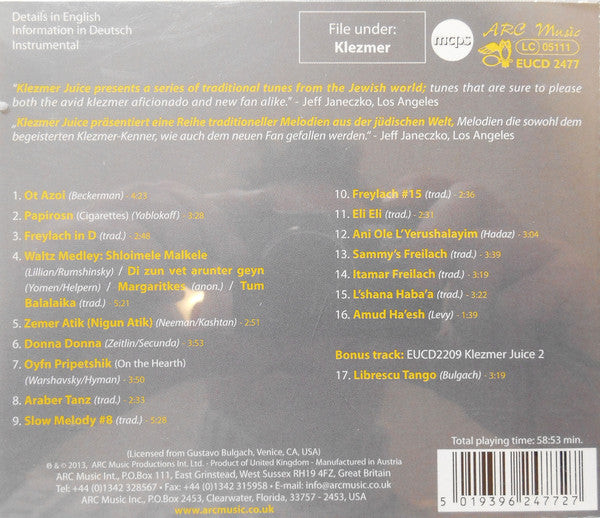 Details in English
Information in Deutsch
Instrumental
File under:
Klezmer
mcps
ARC Music
LC 05111
EUCD 2477
"Klezmer Juice presents a series of traditional tunes from the Jewish world; tunes that are sure to please
both the avid klezmer aficionado and new fan alike." - Jeff Janeczko, Los Angeles
„Klezmer Juice präsentiert eine Reihe traditioneller Melodien aus der jüdischen Welt, Melodien die sowohl dem
begeisterten Klezmer-Kenner, wie auch dem neuen Fan gefallen werden." - Jeff Janeczko, Los Angeles
1. Ot Azoi (Beckerman) - 4:23
2. Papirosn (Cigarettes) (Yablokoff) - 3:28
3. Freylach in D (trad.) - 2:48
4. Waltz Medley: Shloimele Malkele
(Lillian/Rumshinsky) / Di zun vet arunter geyn
(Yomen/Helpern) / Margaritkes (anon.) / Tum
Balalaika (trad.) - 5:21
5. Zemer Atik (Nigun Atik) (Neeman/Kashtan) - 2:51
6. Donna Donna (Zeitlin/Secunda) - 3:53
7. Oyfn Pripetshik (On the Hearth)
(Warshavsky/Hyman) - 3:50
8. Araber Tanz (trad.) - 2:33
9. Slow Melody #8 (trad.) - 5:28
10. Freylach #15 (trad.) - 2:36
11. Eli Eli (trad.) - 2:31
12. Ani Ole L'Yerushalayim (Hadaz) - 3:04
13. Sammy's Freilach (trad.) - 3:39
14. Itamar Freilach (trad.) - 3:19
15. L'shana Haba'a (trad.) - 3:22
16. Amud Ha'esh (Levy) - 1:39
Bonus track: EUCD2209 Klezmer Juice 2
17. Librescu Tango (Bulgach) - 3:19
Total playing time: 58:53 min.
(Licensed from Gustavo Bulgach, Venice, CA, USA)
℗ & © 2013, ARC Music Productions Int. Ltd. - Product of United Kingdom - Manufactured in Austria
ARC Music Int., P.O.Box 111, East Grinstead, West Sussex RH19 4FZ, Great Britain
Tel: +44 (0)1342 328567 • Fax: +44 (0)1342 315958 • E-mail: info@arcmusic.co.uk
ARC Music Inc., P.O.BOX 2453, Clearwater, Florida, 33757 - 2453, USA
www.arcmusic.co.uk
5 019396 247727